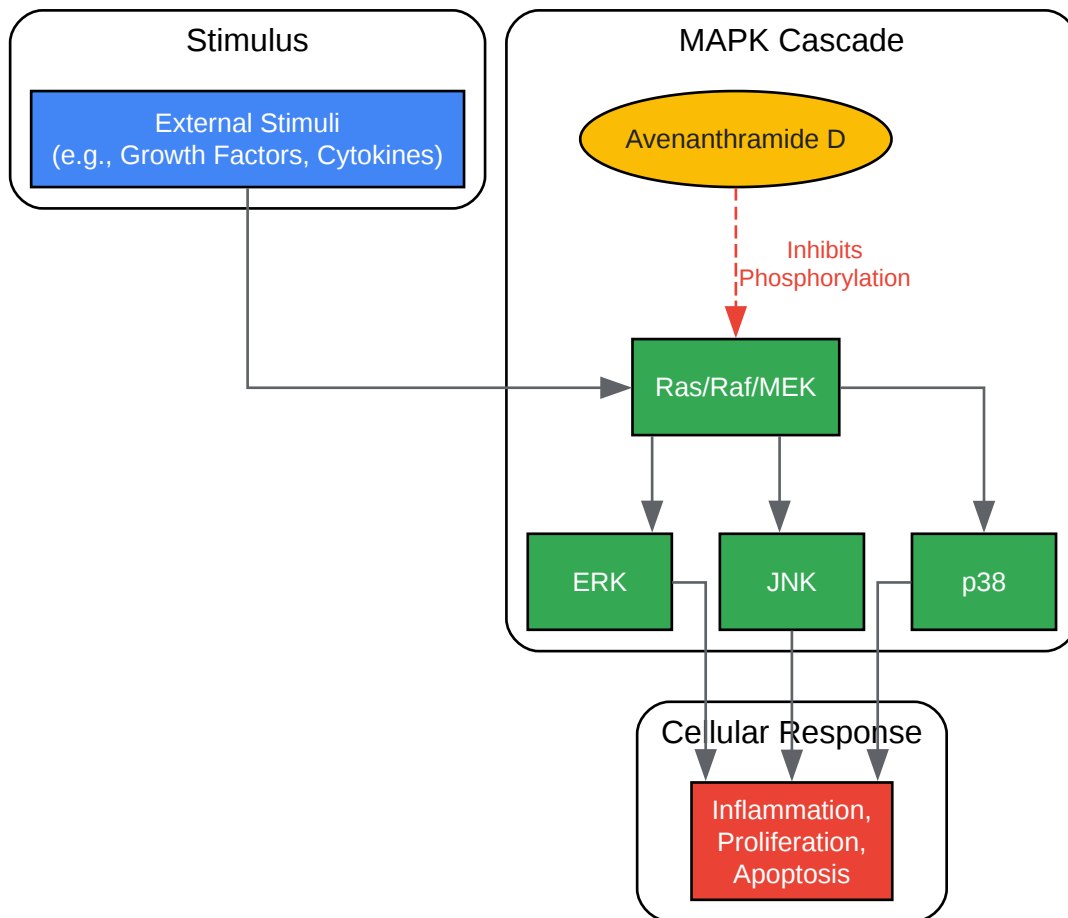 Stimulus
External Stimuli
(e.g., Growth Factors, Cytokines)
MAPK Cascade
Avenanthramide D
Inhibits
Phosphorylation
Ras/Raf/MEK
ERK
JNK
p38
Cellular Response
Inflammation,
Proliferation,
Apoptosis